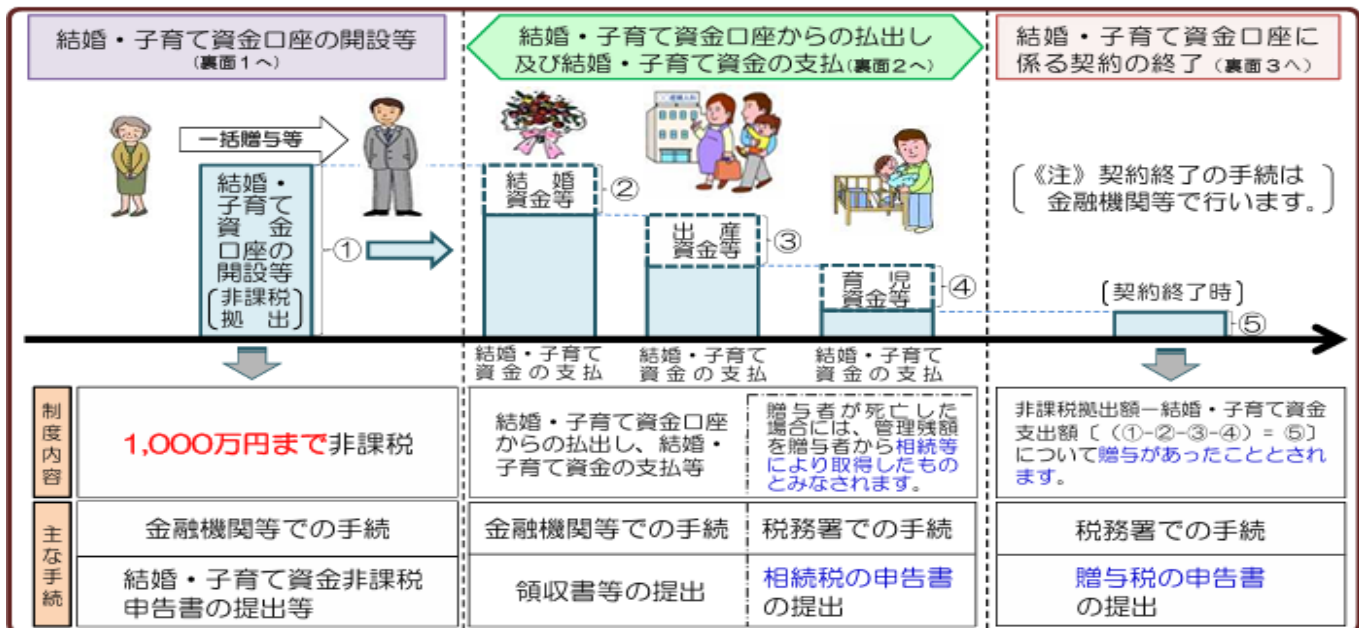 結婚・子育て資金口座の開設等
(裏面1へ)
結婚・子育て資金口座からの払出し
及び結婚・子育て資金の支払(裏面2へ)
結婚・子育て資金口座に
係る契約の終了(裏面3へ)
一括贈与等
結婚・
子育て
資金
口座の
開設等
〔非課税
拠出〕
①
結婚
資金等
②
出産
資金等
③
育児
資金等
④
〔《注》契約終了の手続は
金融機関等で行います。〕
〔契約終了時〕
⑤
結婚・子育て
資金の支払
結婚・子育て
資金の支払
結婚・子育て
資金の支払
制度内容
1,000万円まで非課税
結婚・子育て資金口座
からの払出し、結婚・
子育て資金の支払等
贈与者が死亡した
場合には、管理残額
を贈与者から相続等
により取得したもの
とみなされます。
非課税拠出額ー結婚・子育て資金
支出額〔(①-②-③-④)=⑤〕
について贈与があったこととされ
ます。
主な手続
金融機関等での手続
金融機関等での手続
税務署での手続
税務署での手続
結婚・子育て資金非課税
申告書の提出等
領収書等の提出
相続税の申告書
の提出
贈与税の申告書
の提出